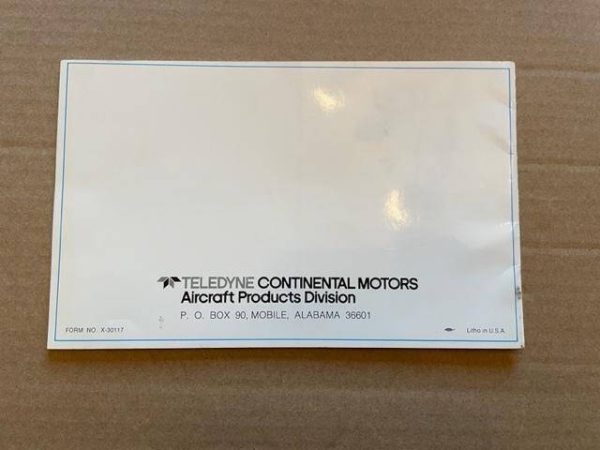 TELEDYNE CONTINENTAL MOTORS
Aircraft Products Division
P. O. BOX 90, MOBILE, ALABAMA 36601
FORM NO. X-30117
Litho in U.S.A.